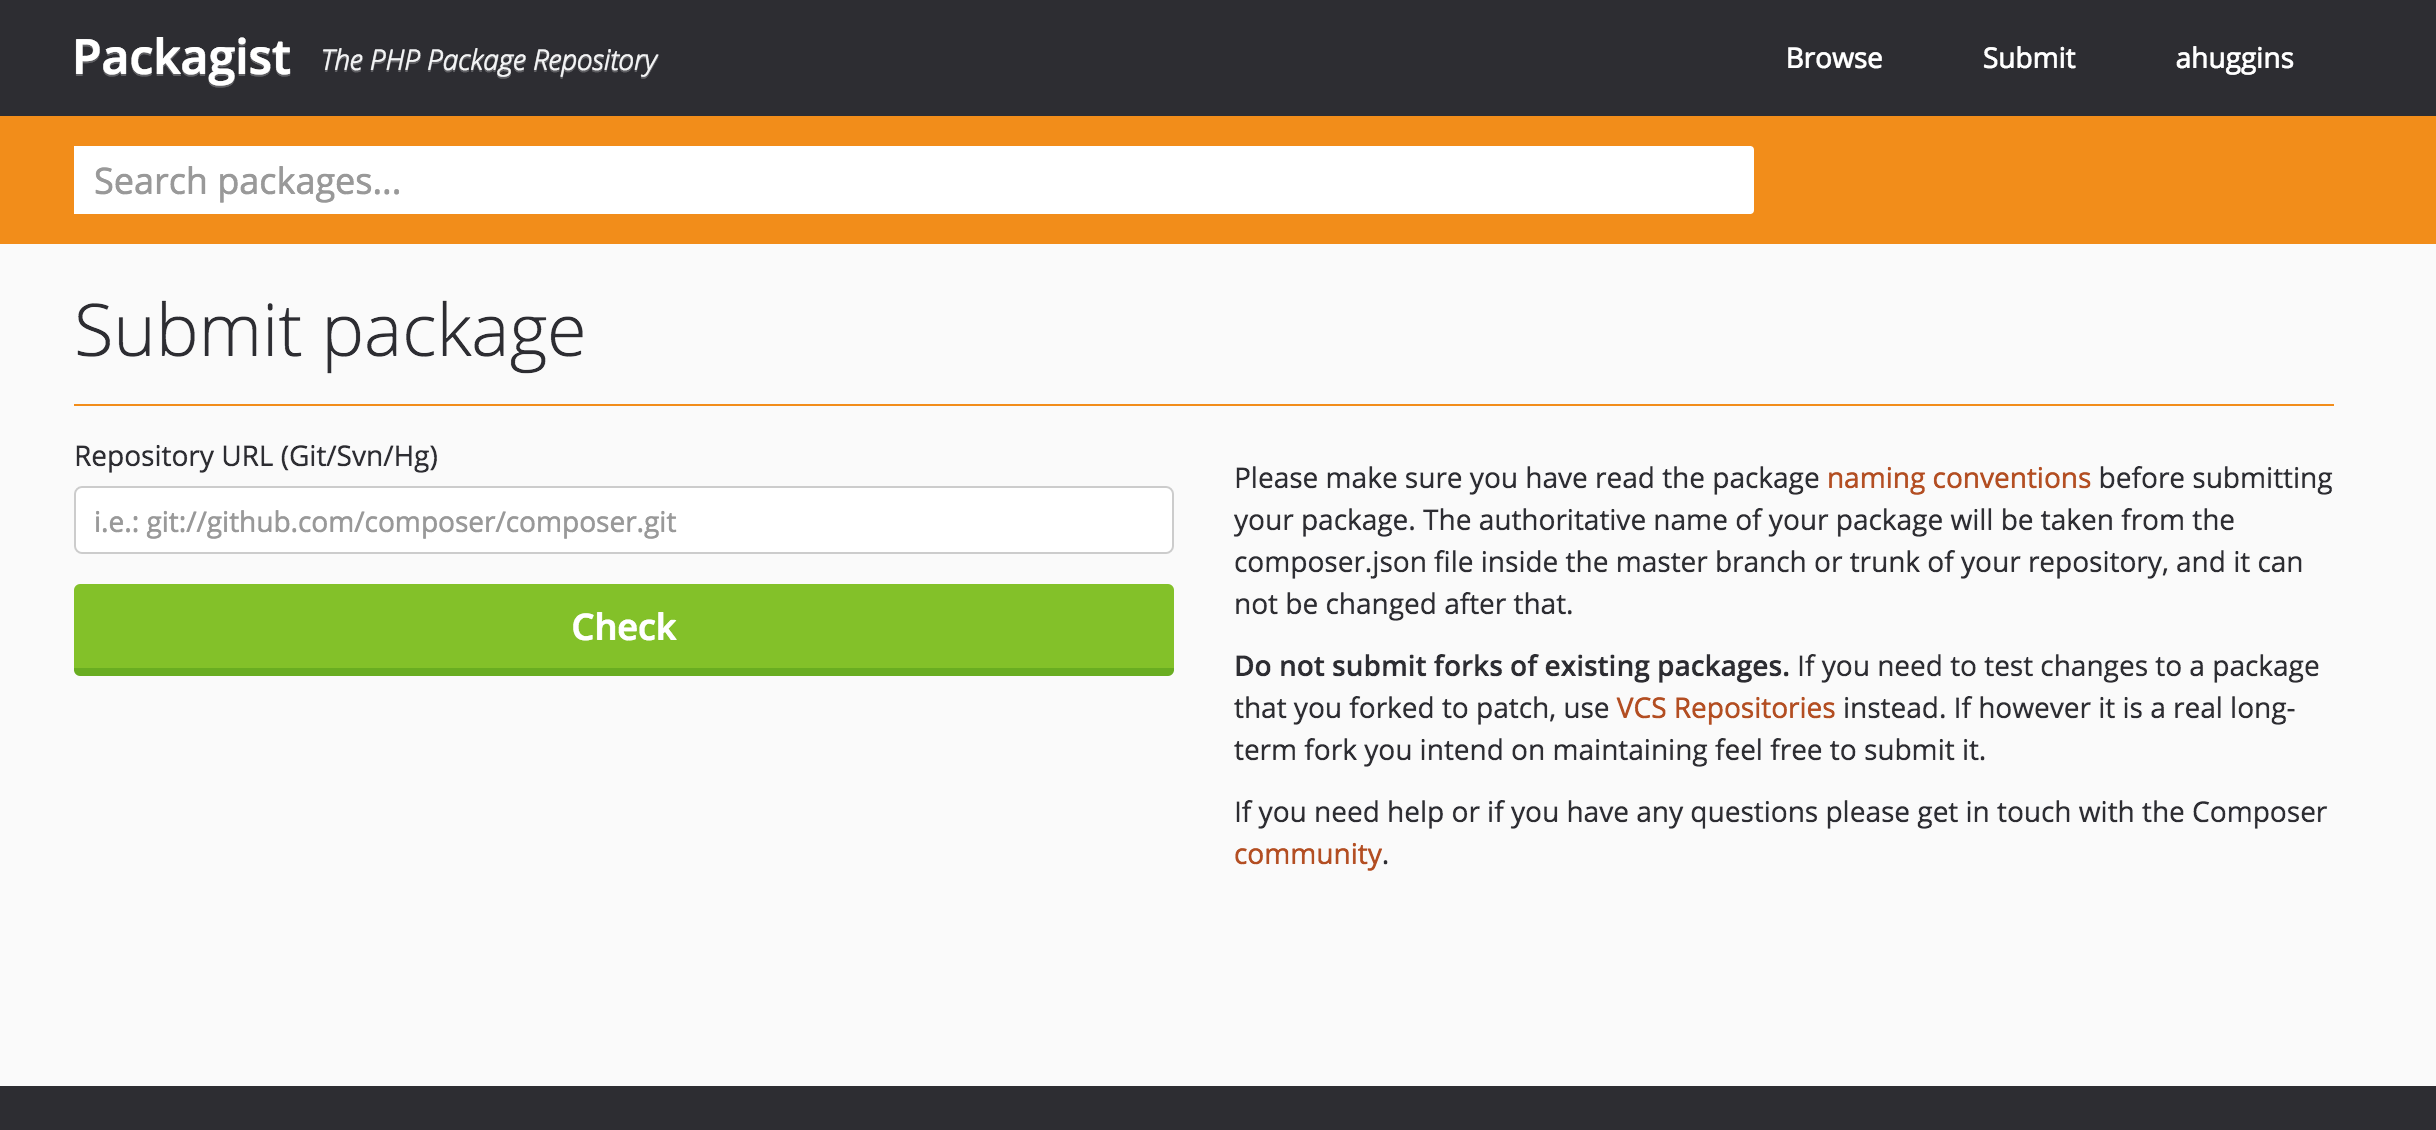 Packagist The PHP Package Repository Browse Submit ahuggins
Search packages...
Submit package
Repository URL (Git/Svn/Hg)
i.e.: git://github.com/composer/composer.git
Check
Please make sure you have read the package naming conventions before submitting
your package. The authoritative name of your package will be taken from the
composer.json file inside the master branch or trunk of your repository, and it can
not be changed after that.
Do not submit forks of existing packages. If you need to test changes to a package
that you forked to patch, use VCS Repositories instead. If however it is a real long-
term fork you intend on maintaining feel free to submit it.
If you need help or if you have any questions please get in touch with the Composer
community.